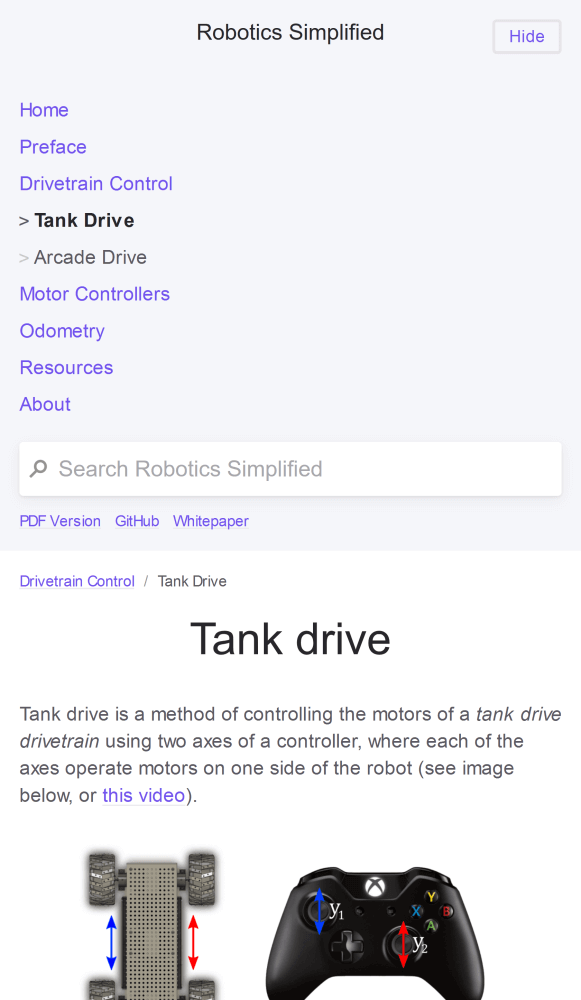 Robotics Simplified
Hide
Home
Preface
Drivetrain Control
> Tank Drive
> Arcade Drive
Motor Controllers
Odometry
Resources
About
Search Robotics Simplified
PDF Version GitHub Whitepaper
Drivetrain Control / Tank Drive
Tank drive
Tank drive is a method of controlling the motors of a tank drive
drivetrain using two axes of a controller, where each of the
axes operate motors on one side of the robot (see image
below, or this video).
y1
y2
Y
X
B
A